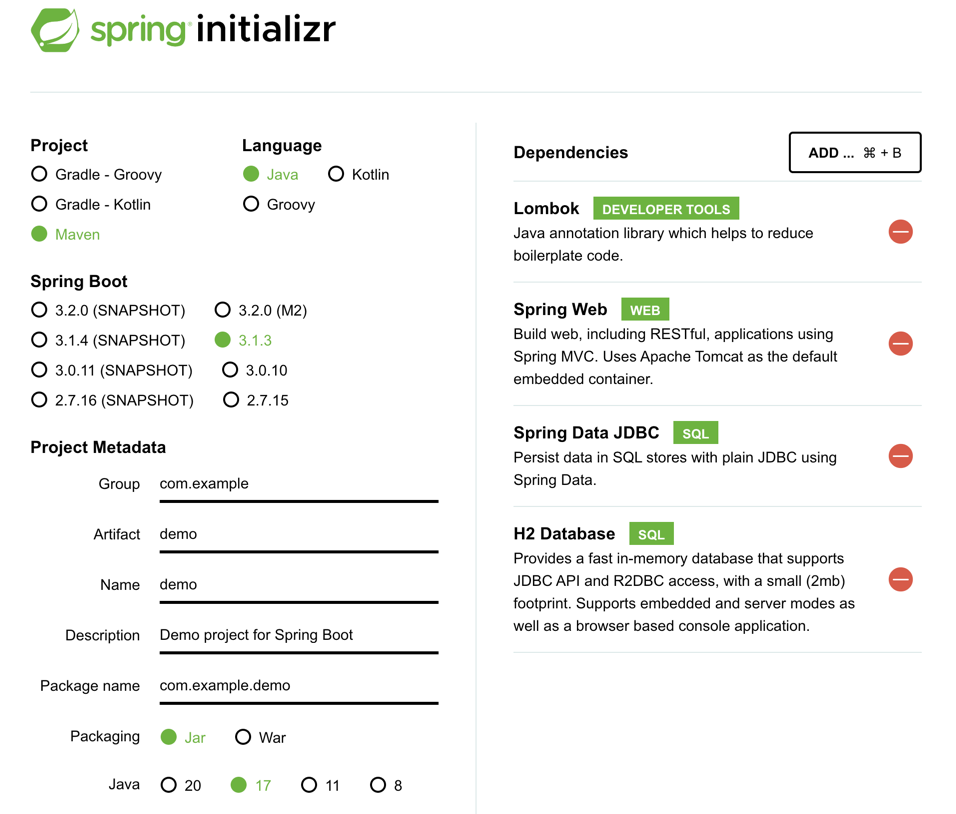 spring initializr
Project
Gradle - Groovy
Gradle - Kotlin
Maven
Language
Java Kotlin
Groovy
Spring Boot
3.2.0 (SNAPSHOT) 3.2.0 (M2)
3.1.4 (SNAPSHOT) 3.1.3
3.0.11 (SNAPSHOT) 3.0.10
2.7.16 (SNAPSHOT) 2.7.15
Project Metadata
Group com.example
Artifact demo
Name demo
Description Demo project for Spring Boot
Package name com.example.demo
Packaging Jar War
Java 20 17 11 8
Dependencies ADD ... ⌘ + B
Lombok DEVELOPER TOOLS
Java annotation library which helps to reduce
boilerplate code.
Spring Web WEB
Build web, including RESTful, applications using
Spring MVC. Uses Apache Tomcat as the default
embedded container.
Spring Data JDBC SQL
Persist data in SQL stores with plain JDBC using
Spring Data.
H2 Database SQL
Provides a fast in-memory database that supports
JDBC API and R2DBC access, with a small (2mb)
footprint. Supports embedded and server modes as
well as a browser based console application.